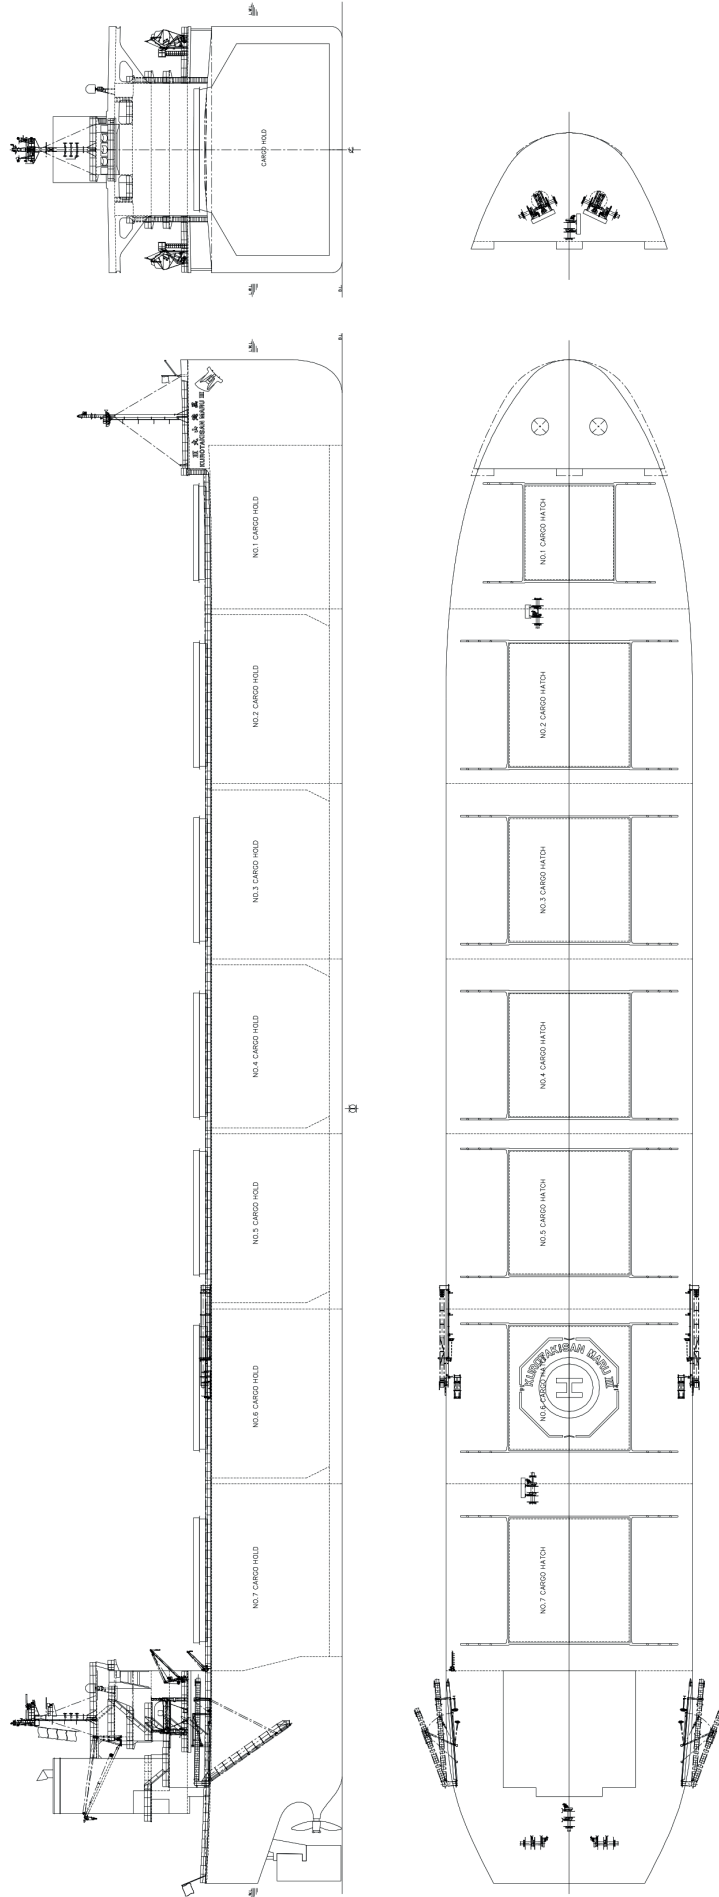 CARGO HOLD
KUROTAKISAN MARU III
NO.1 CARGO HOLD
NO.2 CARGO HOLD
NO.3 CARGO HOLD
NO.4 CARGO HOLD
NO.5 CARGO HOLD
NO.6 CARGO HOLD
NO.7 CARGO HOLD
NO.1 CARGO HATCH
NO.2 CARGO HATCH
NO.3 CARGO HATCH
NO.4 CARGO HATCH
NO.5 CARGO HATCH
KUROTAKISAN MARU III
NO.6 CARGO HATCH
H
NO.7 CARGO HATCH